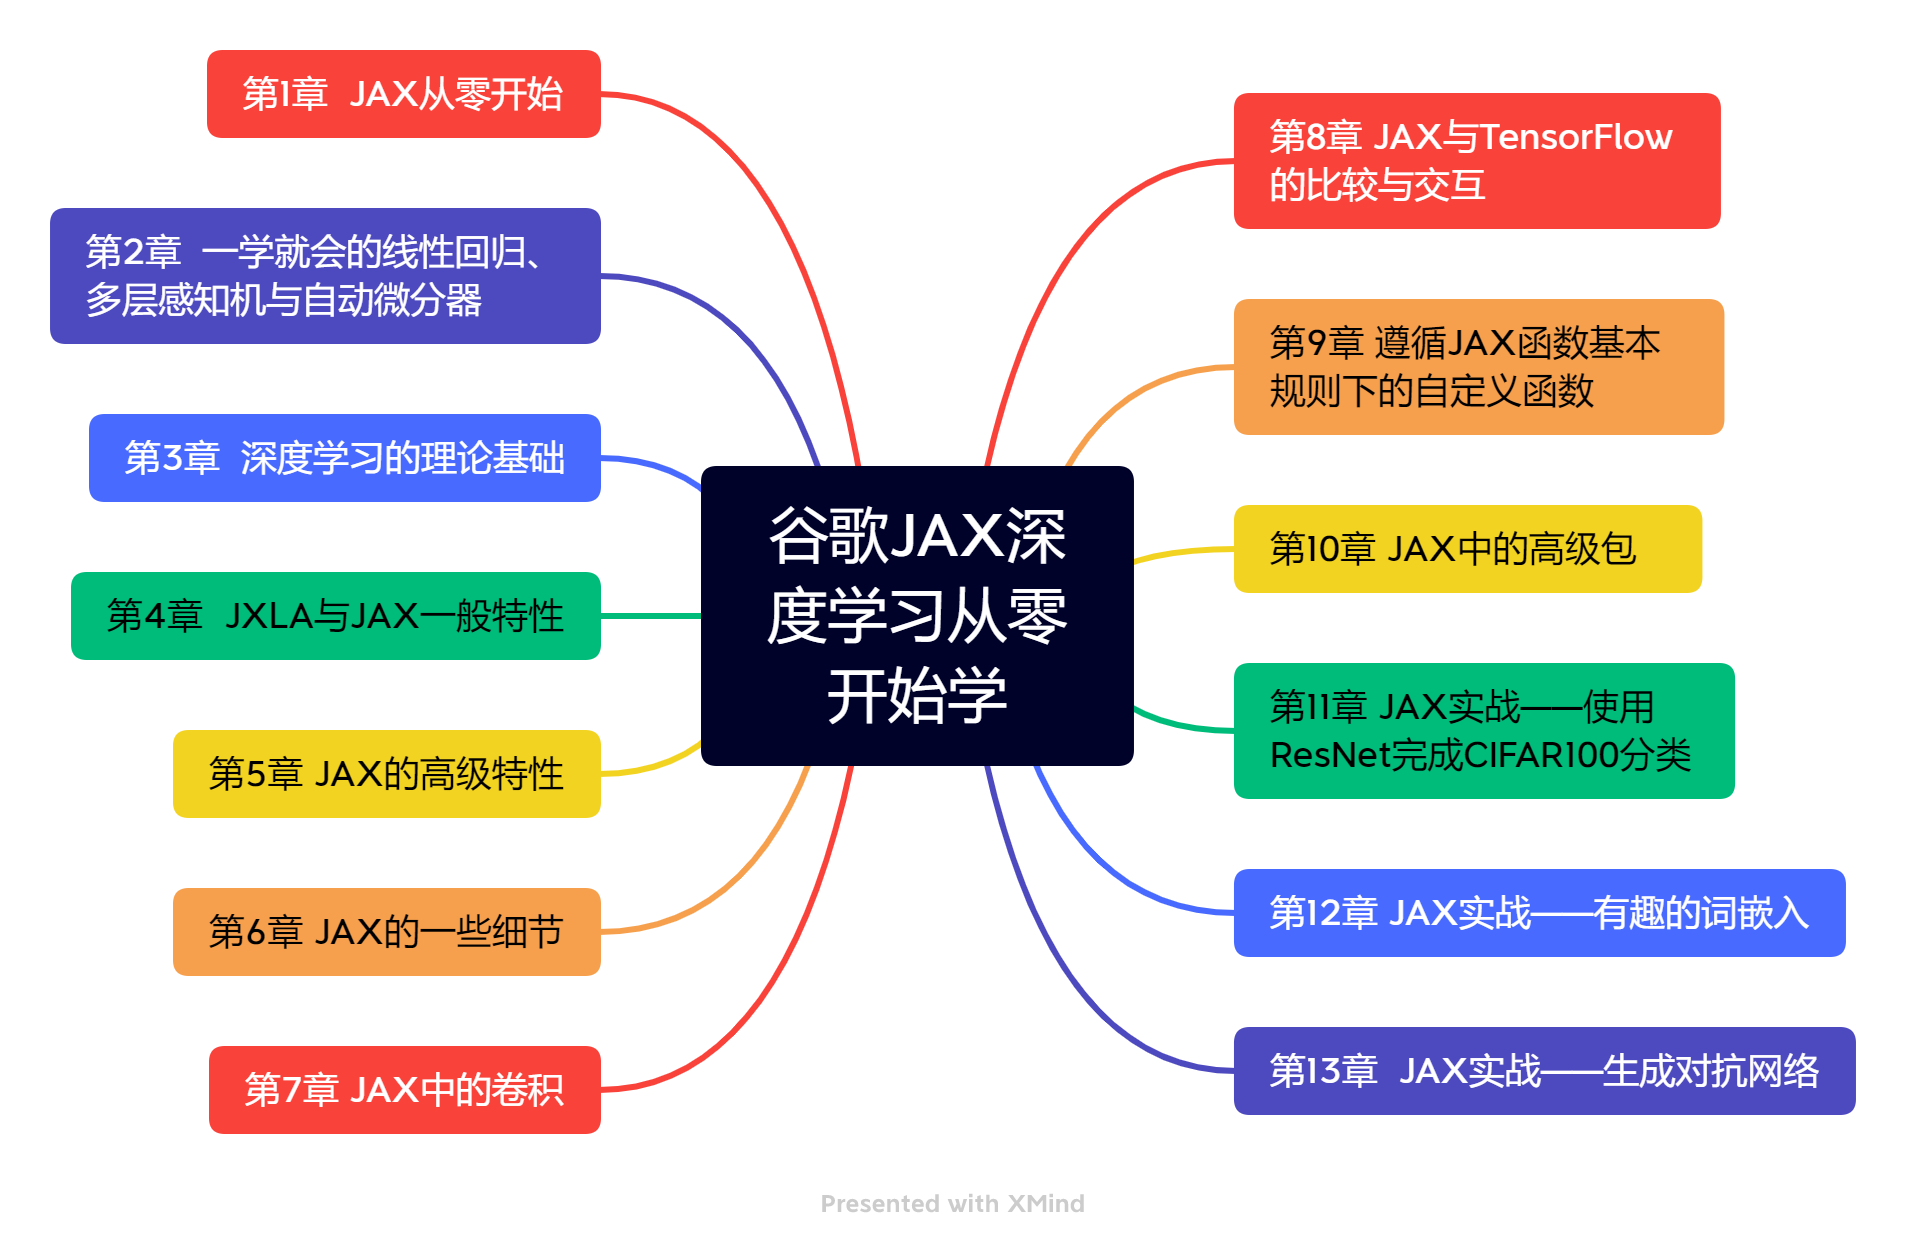 第1章  JAX从零开始
第2章  一学就会的线性回归、
多层感知机与自动微分器
第3章  深度学习的理论基础
第4章  JXLA与JAX一般特性
第5章 JAX的高级特性
第6章 JAX的一些细节
第7章 JAX中的卷积
谷歌JAX深
度学习从零
开始学
第8章 JAX与TensorFlow
的比较与交互
第9章 遵循JAX函数基本
规则下的自定义函数
第10章 JAX中的高级包
第11章 JAX实战——使用
ResNet完成CIFAR100分类
第12章 JAX实战——有趣的词嵌入
第13章  JAX实战——生成对抗网络
Presented with XMind